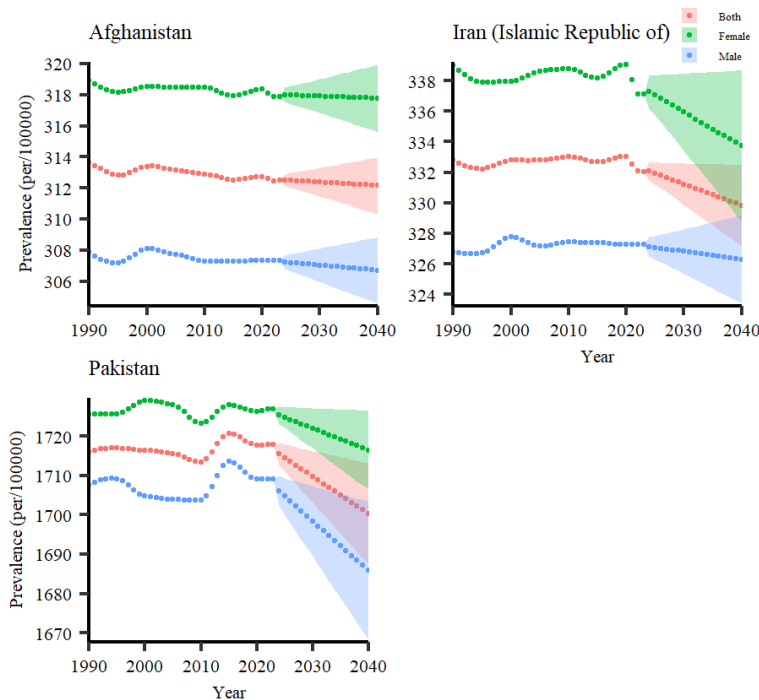 Both
Female
Male
Afghanistan
Iran (Islamic Republic of)
Prevalence (per/100000)
320
318
316
314
312
310
308
306
1990 2000 2010 2020 2030 2040
338
336
334
332
330
328
326
324
1990 2000 2010 2020 2030 2040
Year
Pakistan
Prevalence (per/100000)
1720
1710
1700
1690
1680
1670
1990 2000 2010 2020 2030 2040
Year